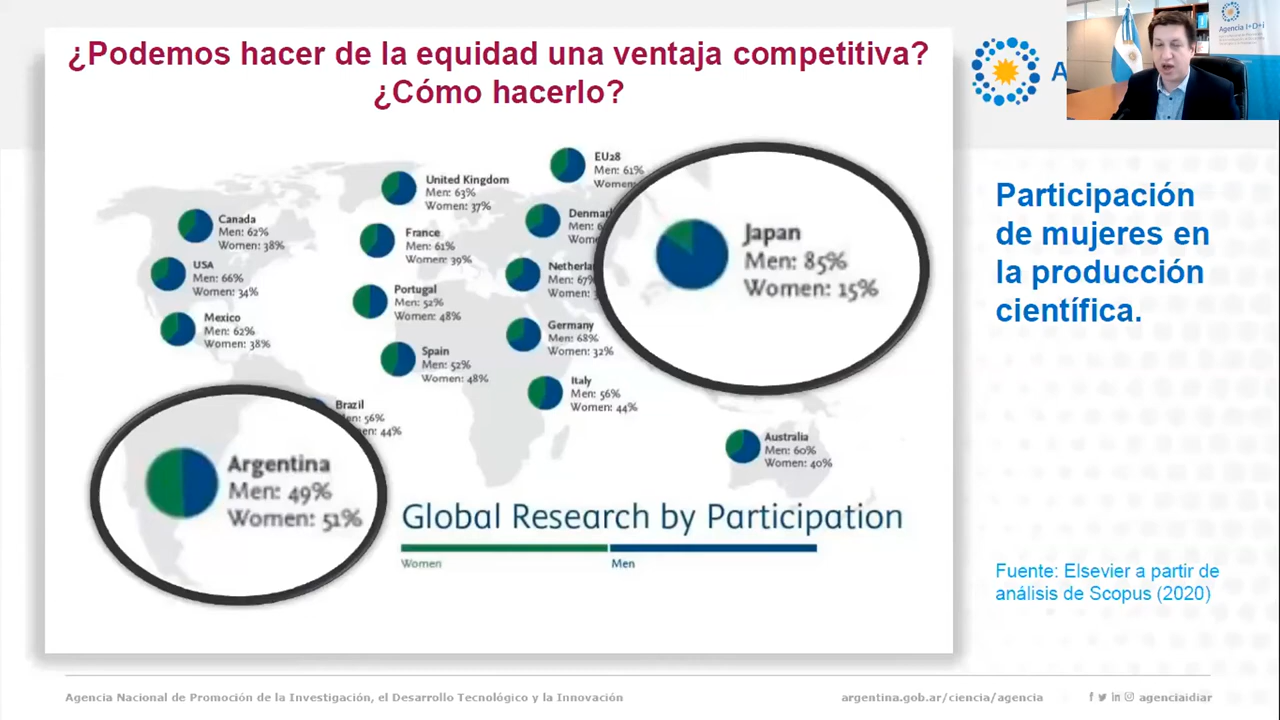 ¿Podemos hacer de la equidad una ventaja competitiva?
¿Cómo hacerlo?
A
Agencia I+D+i
Participación
de mujeres en
la producción
científica.
EU28
Men: 61%
Women:
United Kingdom
Men: 63%
Women: 37%
Canada
Men: 62%
Women: 38%
France
Men: 61%
Women: 39%
Denmar
Men: 6
Wome
Japan
Men: 85%
Women: 15%
USA
Men: 66%
Women: 34%
Netherla
Men: 67%
Women: 3
Portugal
Men: 52%
Women: 48%
Mexico
Men: 62%
Women: 38%
Germany
Men: 68%
Women: 32%
Spain
Men: 52%
Women: 48%
Italy
Men: 56%
Women: 44%
Brazil
en: 56%
en: 44%
Australia
Men: 60%
Women: 40%
Argentina
Men: 49%
Women: 51%
Global Research by Participation
Women Men
Fuente: Elsevier a partir de
análisis de Scopus (2020)
Agencia Nacional de Promoción de la Investigación, el Desarrollo Tecnológico y la Innovación
argentina.gob.ar/ciencia/agencia
agenciaidiar